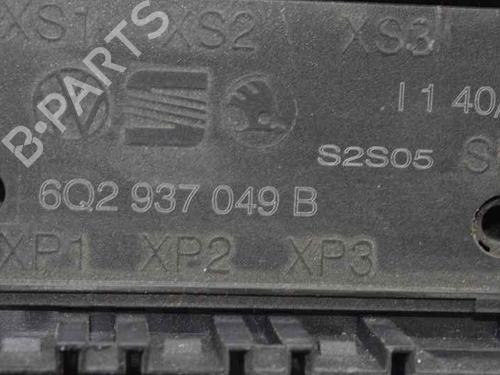 XS1 XS2 XS3
B-PARTS
I 1 40/
S2S05 S
6Q2 937 049 B
XP1 XP2 XP3